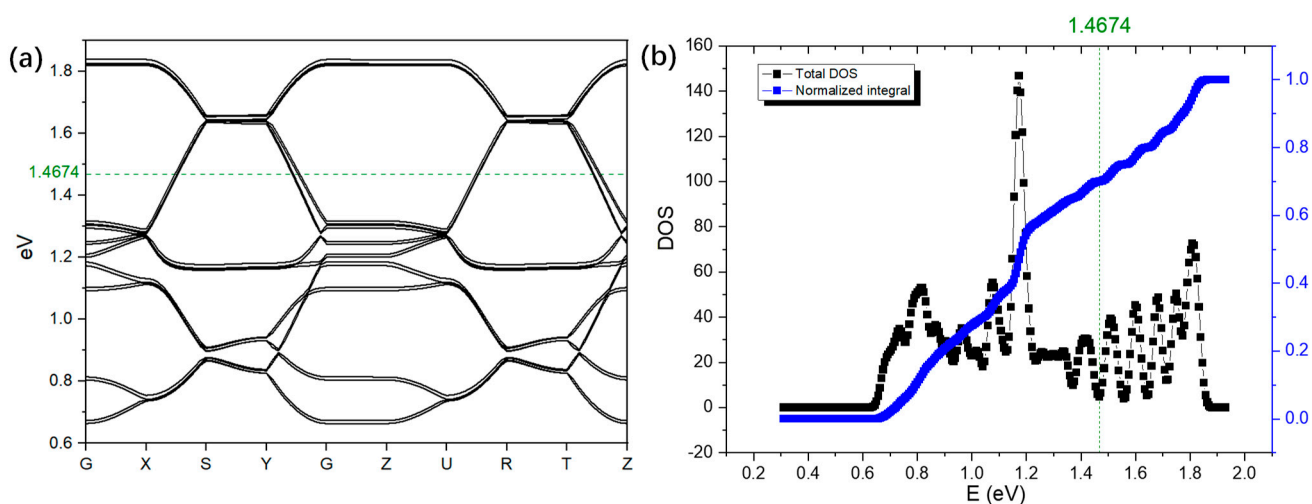 (a)
1.8
1.6
1.4674
1.4
1.2
1.0
0.8
0.6
eV
G X S Y G Z U R T Z
(b)
1.4674
160
140
120
100
80
60
40
20
0
-20
DOS
Total DOS
Normalized integral
1.0
0.8
0.6
0.4
0.2
0.0
0.2 0.4 0.6 0.8 1.0 1.2 1.4 1.6 1.8 2.0
E (eV)